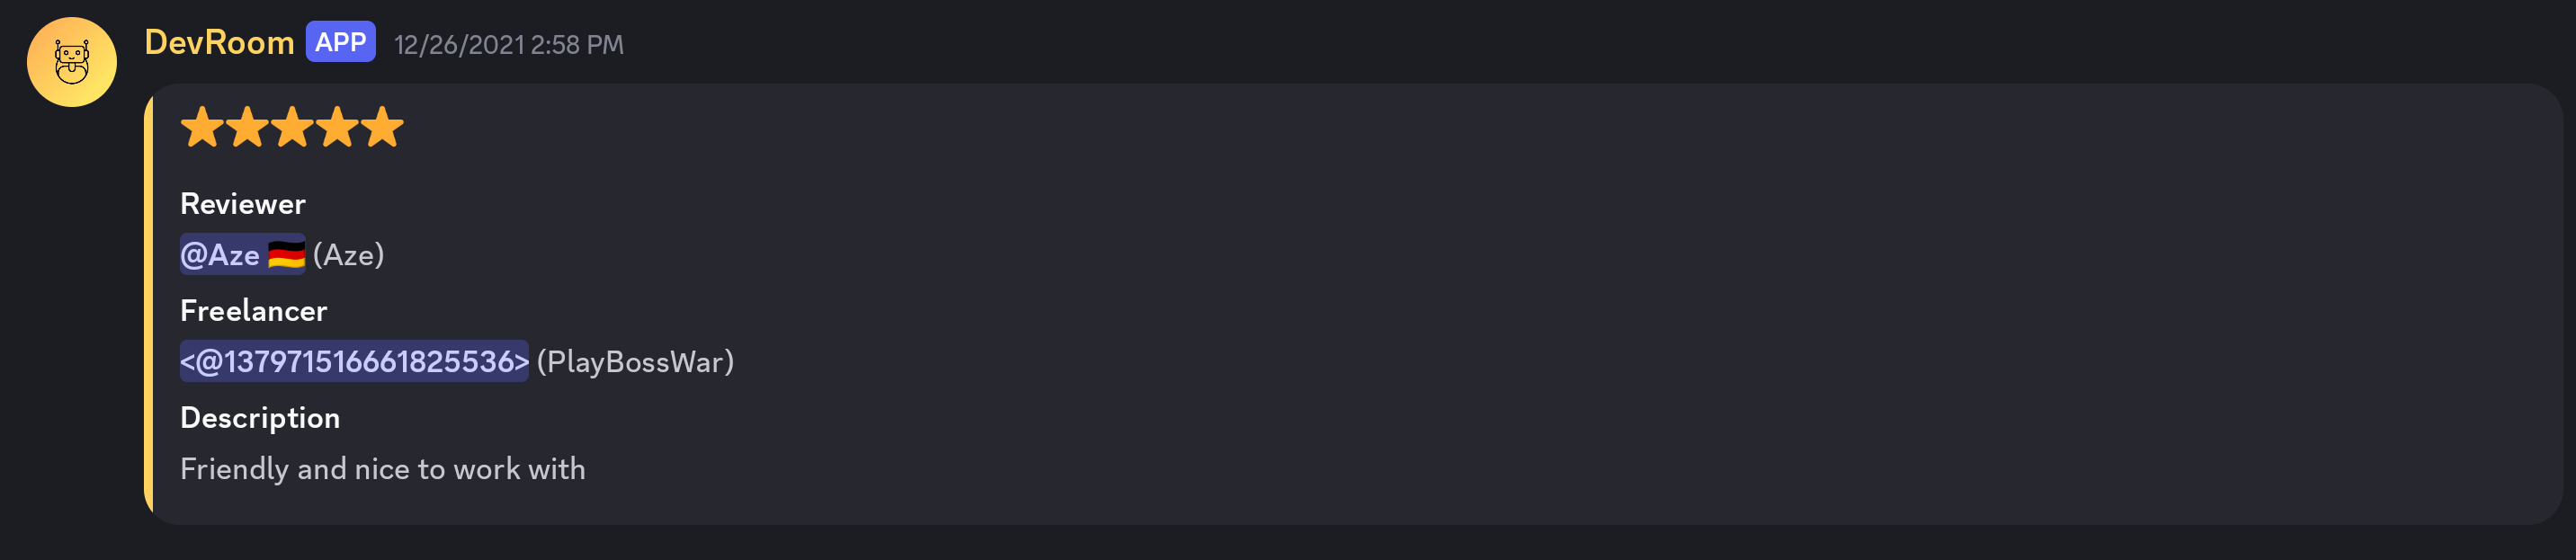 DevRoom APP 12/26/2021 2:58 PM
⭐⭐⭐⭐⭐
Reviewer
@Aze 🇩🇪 (Aze)
Freelancer
<@137971516661825536> (PlayBossWar)
Description
Friendly and nice to work with